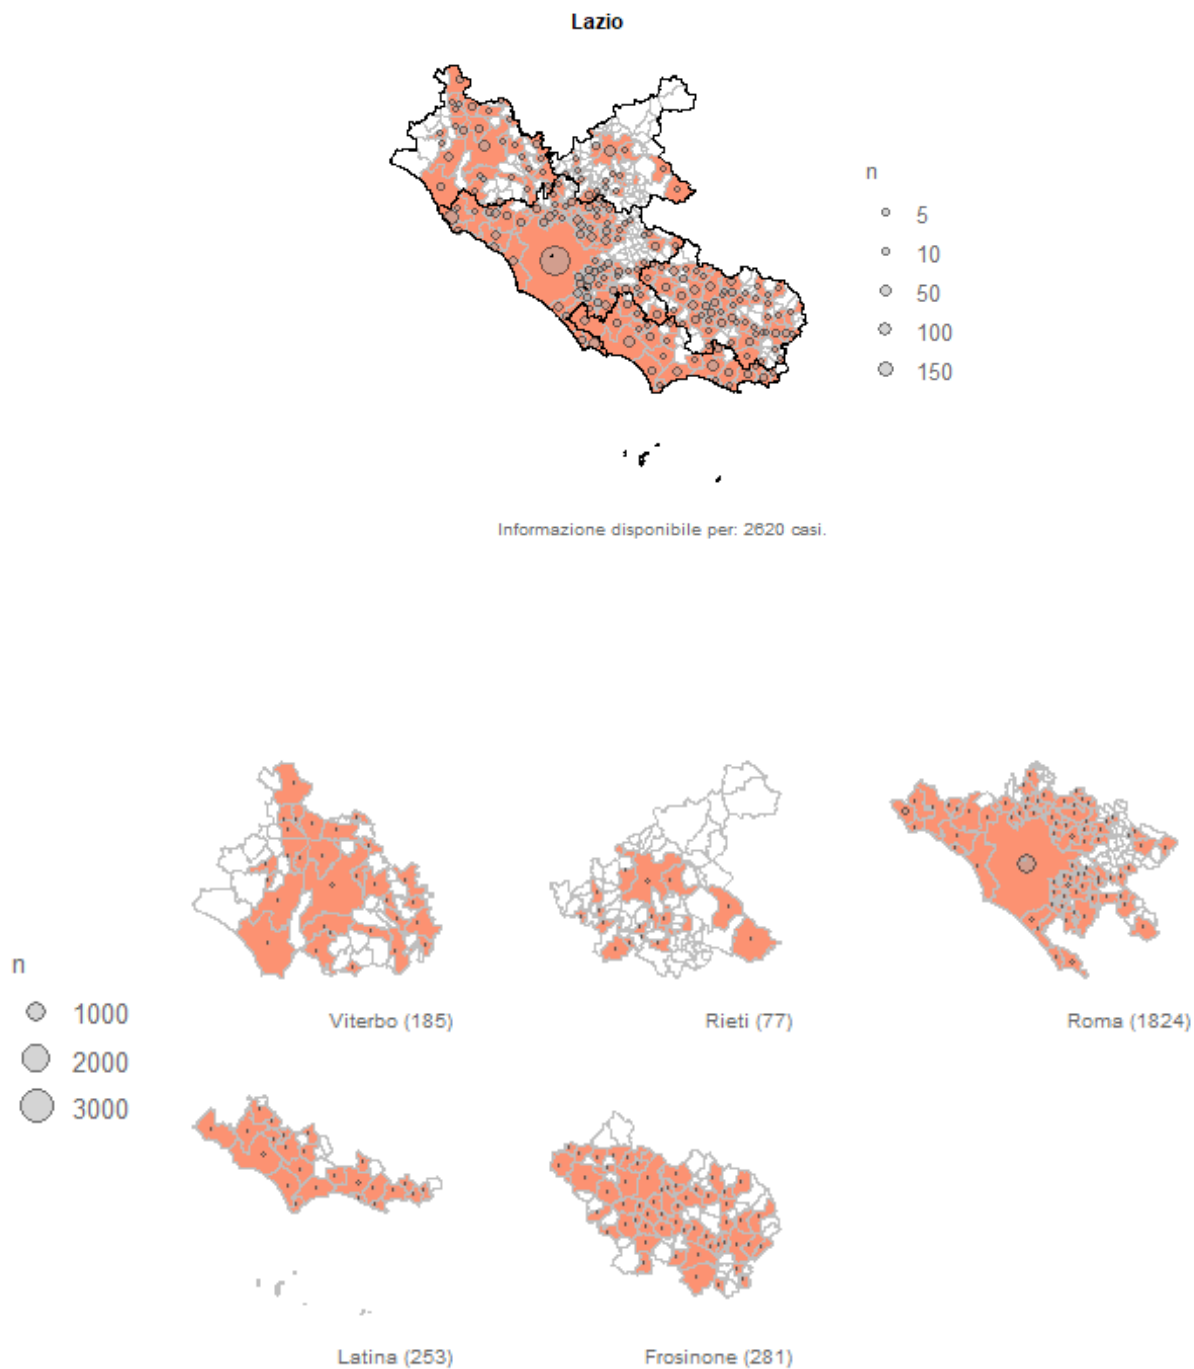 Lazio
n
5
10
50
100
150
Informazione disponibile per: 2620 casi.
n
1000
2000
3000
Viterbo (185)
Rieti (77)
Roma (1824)
Latina (253)
Frosinone (281)